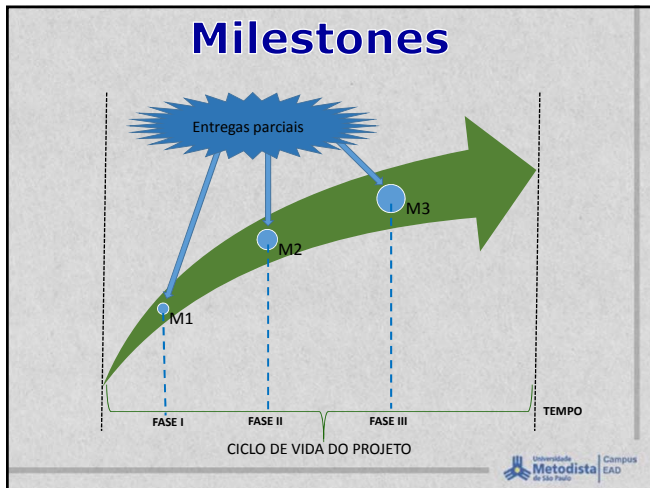 Milestones
Entregas parciais
M3
M2
M1
FASE I
FASE II
FASE III
TEMPO
CICLO DE VIDA DO PROJETO
Universidade
Metodista
de São Paulo
Campus
EAD